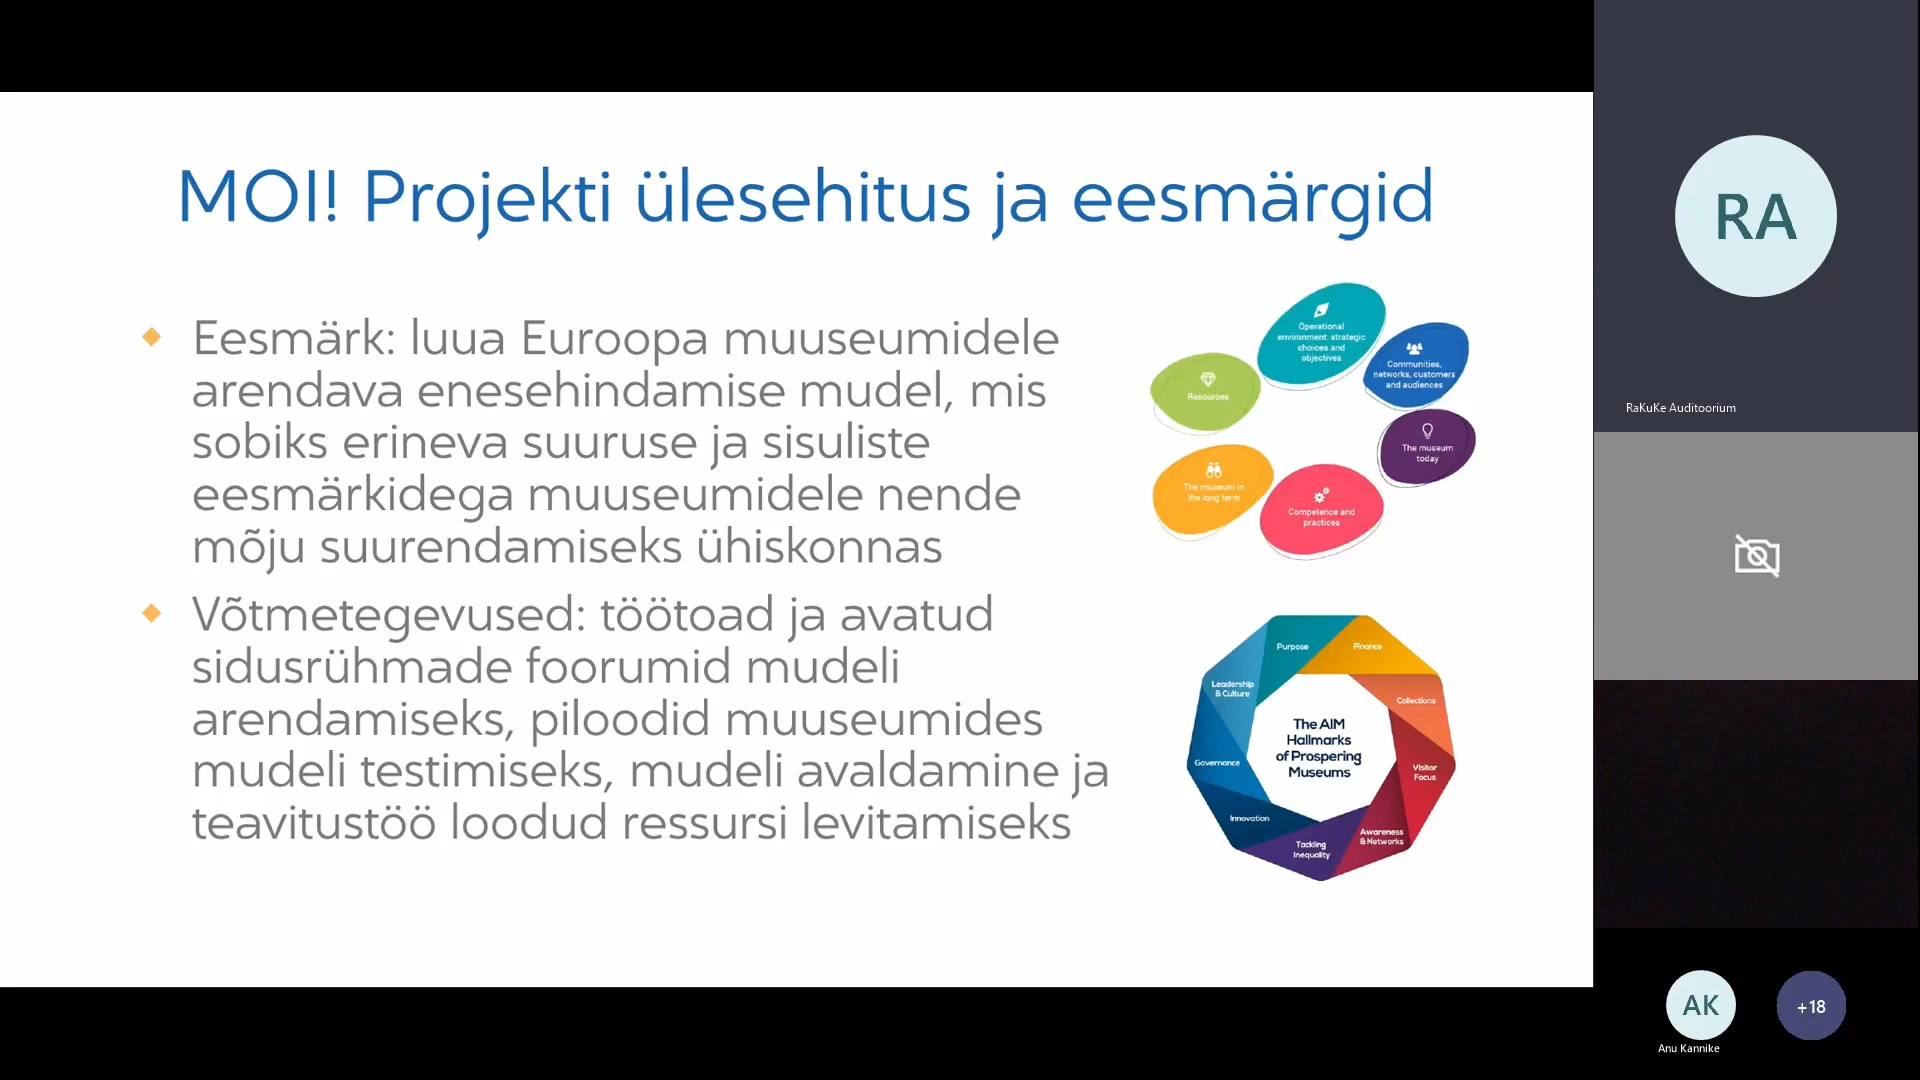 MOI! Projekti ülesehitus ja eesmärgid
Eesmärk: luua Euroopa muuseumidele
arendava enesehindamise mudel, mis
sobiks erineva suuruse ja sisuliste
eesmärkidega muuseumidele nende
mõju suurendamiseks ühiskonnas
Võtmetegevused: töötoad ja avatud
sidusrühmade foorumid mudeli
arendamiseks, piloodid muuseumides
mudeli testimiseks, mudeli avaldamine ja
teavitustöö loodud ressursi levitamiseks
Operational
environment, strategic
choices and
objectives
Communities,
networks, customers
and audiences
Resources
The museum
today
The museum in
the long term
Competence and
practices
Purpose
Finance
Leadership
& Culture
Collections
The AIM
Hallmarks
of Prospering
Museums
Governance
Visitor
Focus
Innovation
Awareness
& Networks
Tackling
Inequality
RA
RaKuKe Auditoorium
AK
+18
Anu Kannike